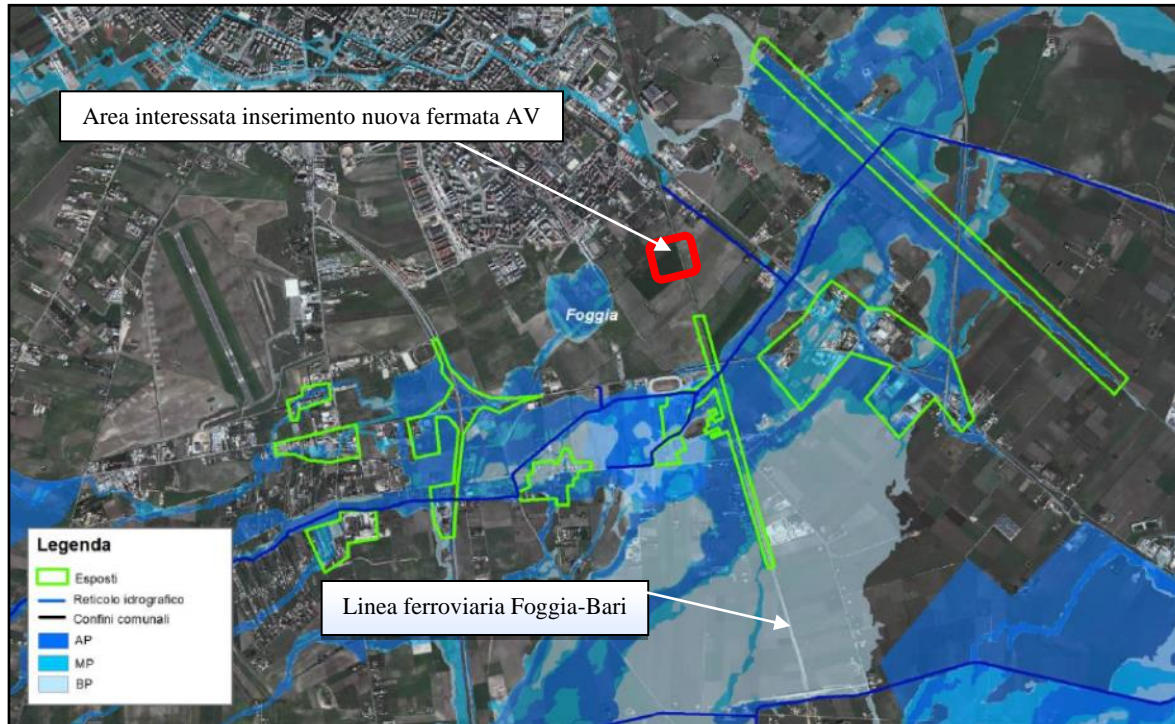 Area interessata inserimento nuova fermata AV
Foggia
Linea ferroviaria Foggia-Bari
Legenda
Esposti
Reticolo idrografico
Confini comunali
AP
MP
BP